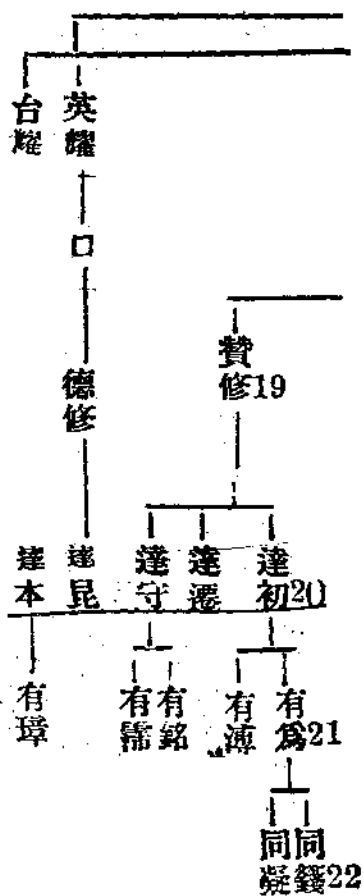 英耀
台耀
口
贊修19
德修
達初20
達遷
達守
達昆
達本
有爲21
有溥
有銘
有霈
有璋
同籛22
同凝